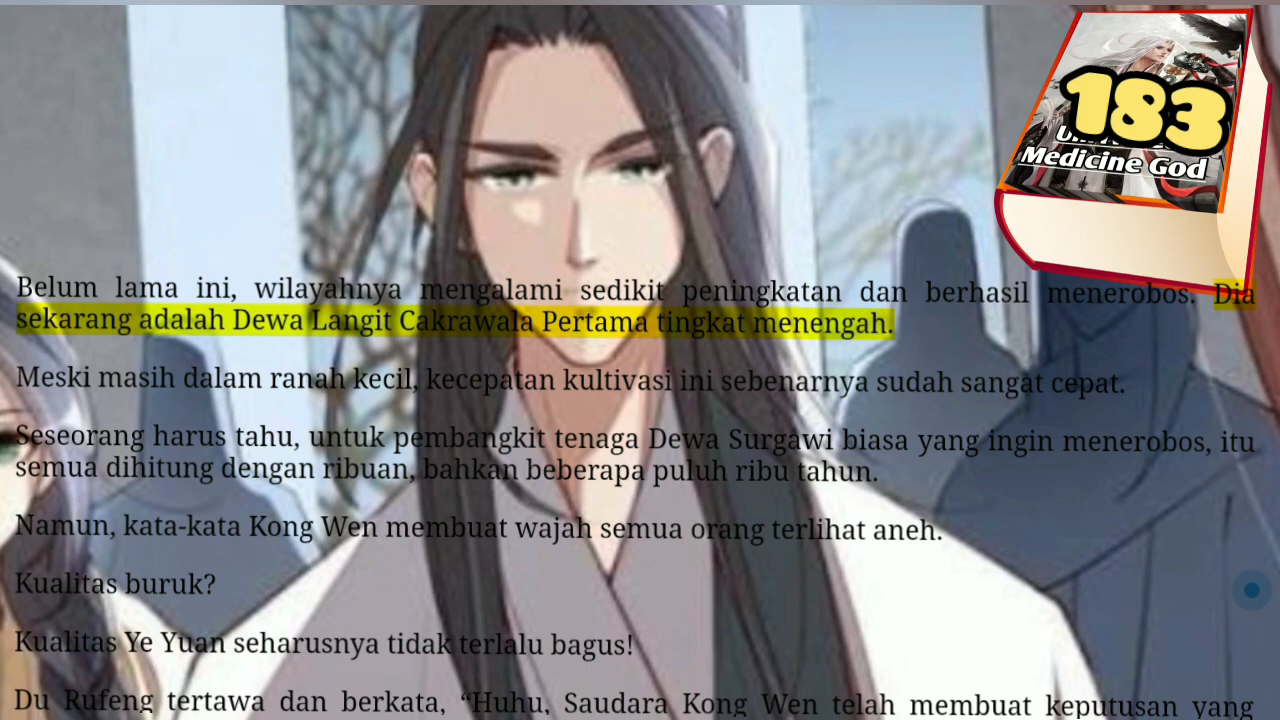 183
Medicine God
Belum lama ini, wilayahnya mengalami sedikit peningkatan dan berhasil menerobos. Dia
sekarang adalah Dewa Langit Cakrawala Pertama tingkat menengah.
Meski masih dalam ranah kecil, kecepatan kultivasi ini sebenarnya sudah sangat cepat.
Seseorang harus tahu, untuk pembangkit tenaga Dewa Surgawi biasa yang ingin menerobos, itu
semua dihitung dengan ribuan, bahkan beberapa puluh ribu tahun.
Namun, kata-kata Kong Wen membuat wajah semua orang terlihat aneh.
Kualitas buruk?
Kualitas Ye Yuan seharusnya tidak terlalu bagus!
Du Rufeng tertawa dan berkata, “Huhu, Saudara Kong Wen telah membuat keputusan yang